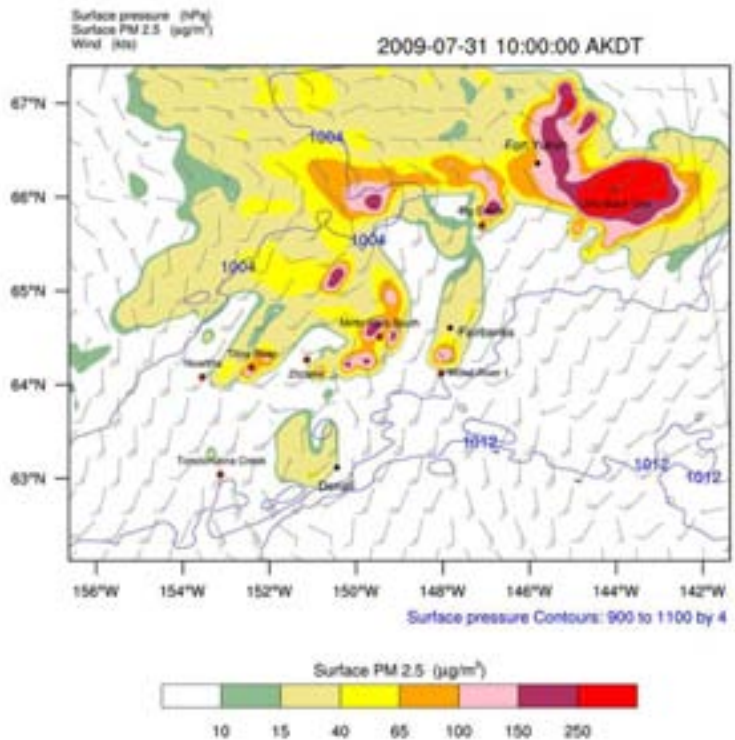 Surface pressure (hPa)
Surface PM 2.5 (µg/m³)
Wind (kts)
2009-07-31 10:00:00 AKDT
67°N
1004
Fort Yukon
66°N
1004
1004
65°N
Fairbanks
64°N
1012
1012
1012
63°N
Denali
156°W 154°W 152°W 150°W 148°W 146°W 144°W 142°W
Surface pressure Contours: 900 to 1100 by 4
Surface PM 2.5 (µg/m³)
10 15 40 65 100 150 250